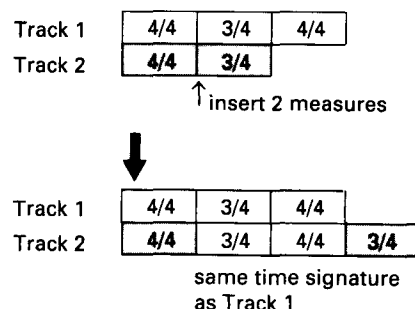 Track 1 4/4 3/4 4/4
Track 2 4/4 3/4
insert 2 measures
Track 1 4/4 3/4 4/4
Track 2 4/4 3/4 4/4 3/4
same time signature
as Track 1